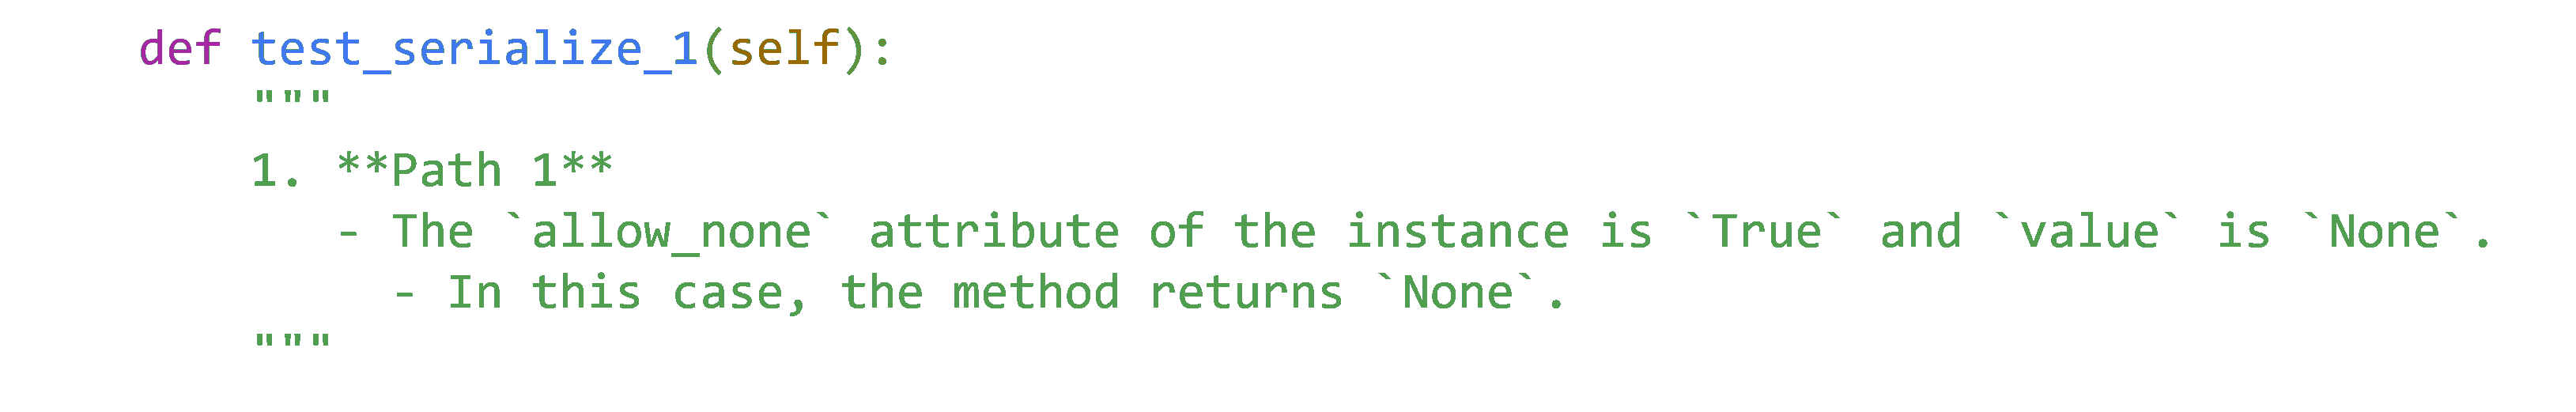 def test_serialize_1(self):
"""
1. **Path 1**
- The `allow_none` attribute of the instance is `True` and `value` is `None`.
- In this case, the method returns `None`.
"""